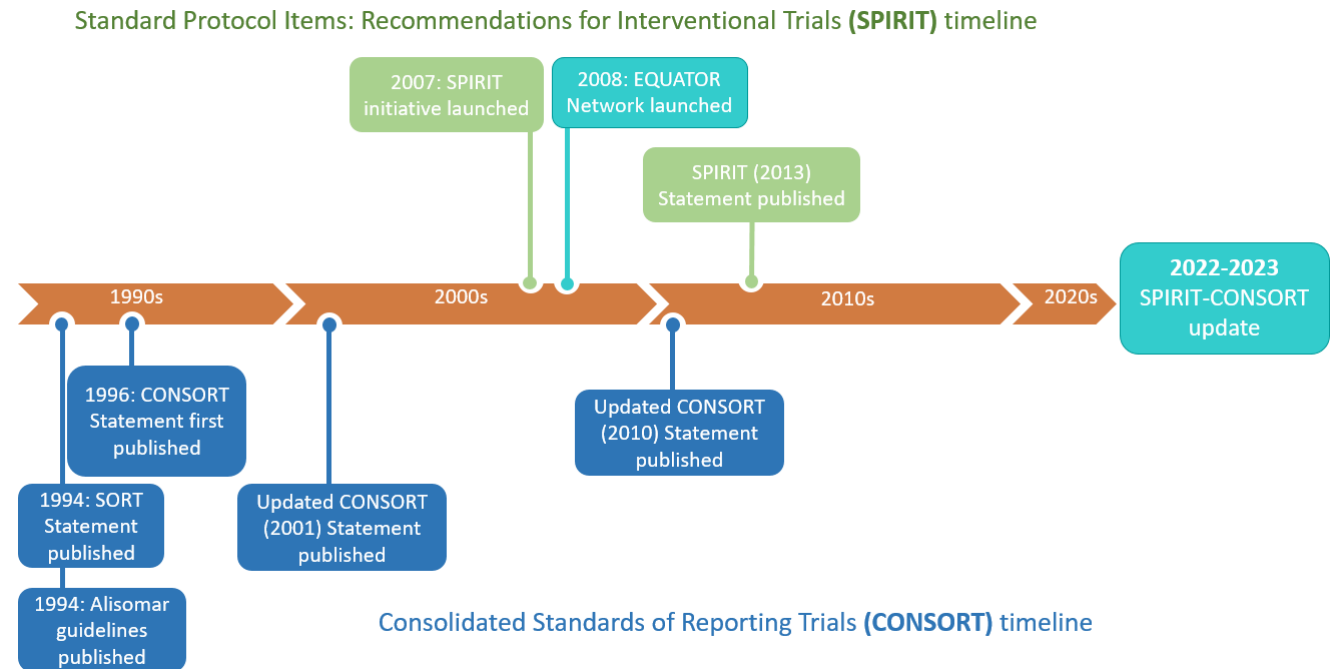 Standard Protocol Items: Recommendations for Interventional Trials (SPIRIT) timeline
2007: SPIRIT
initiative launched
2008: EQUATOR
Network launched
SPIRIT (2013)
Statement published
1990s
2000s
2010s
2020s
2022-2023
SPIRIT-CONSORT
update
1996: CONSORT
Statement first
published
Updated CONSORT
(2010) Statement
published
1994: SORT
Statement
published
Updated CONSORT
(2001) Statement
published
1994: Alisomar
guidelines
published
Consolidated Standards of Reporting Trials (CONSORT) timeline